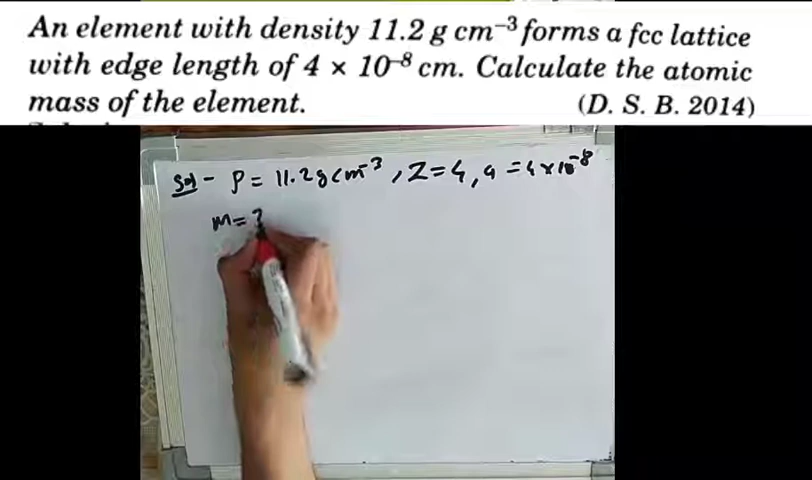 An element with density 11.2 g cm⁻³ forms a fcc lattice
with edge length of 4 × 10⁻⁸ cm. Calculate the atomic
mass of the element. (D. S. B. 2014)
Sol - ρ = 11.2 g cm⁻³, Z = 4, a = 4 × 10⁻⁸
M = ?